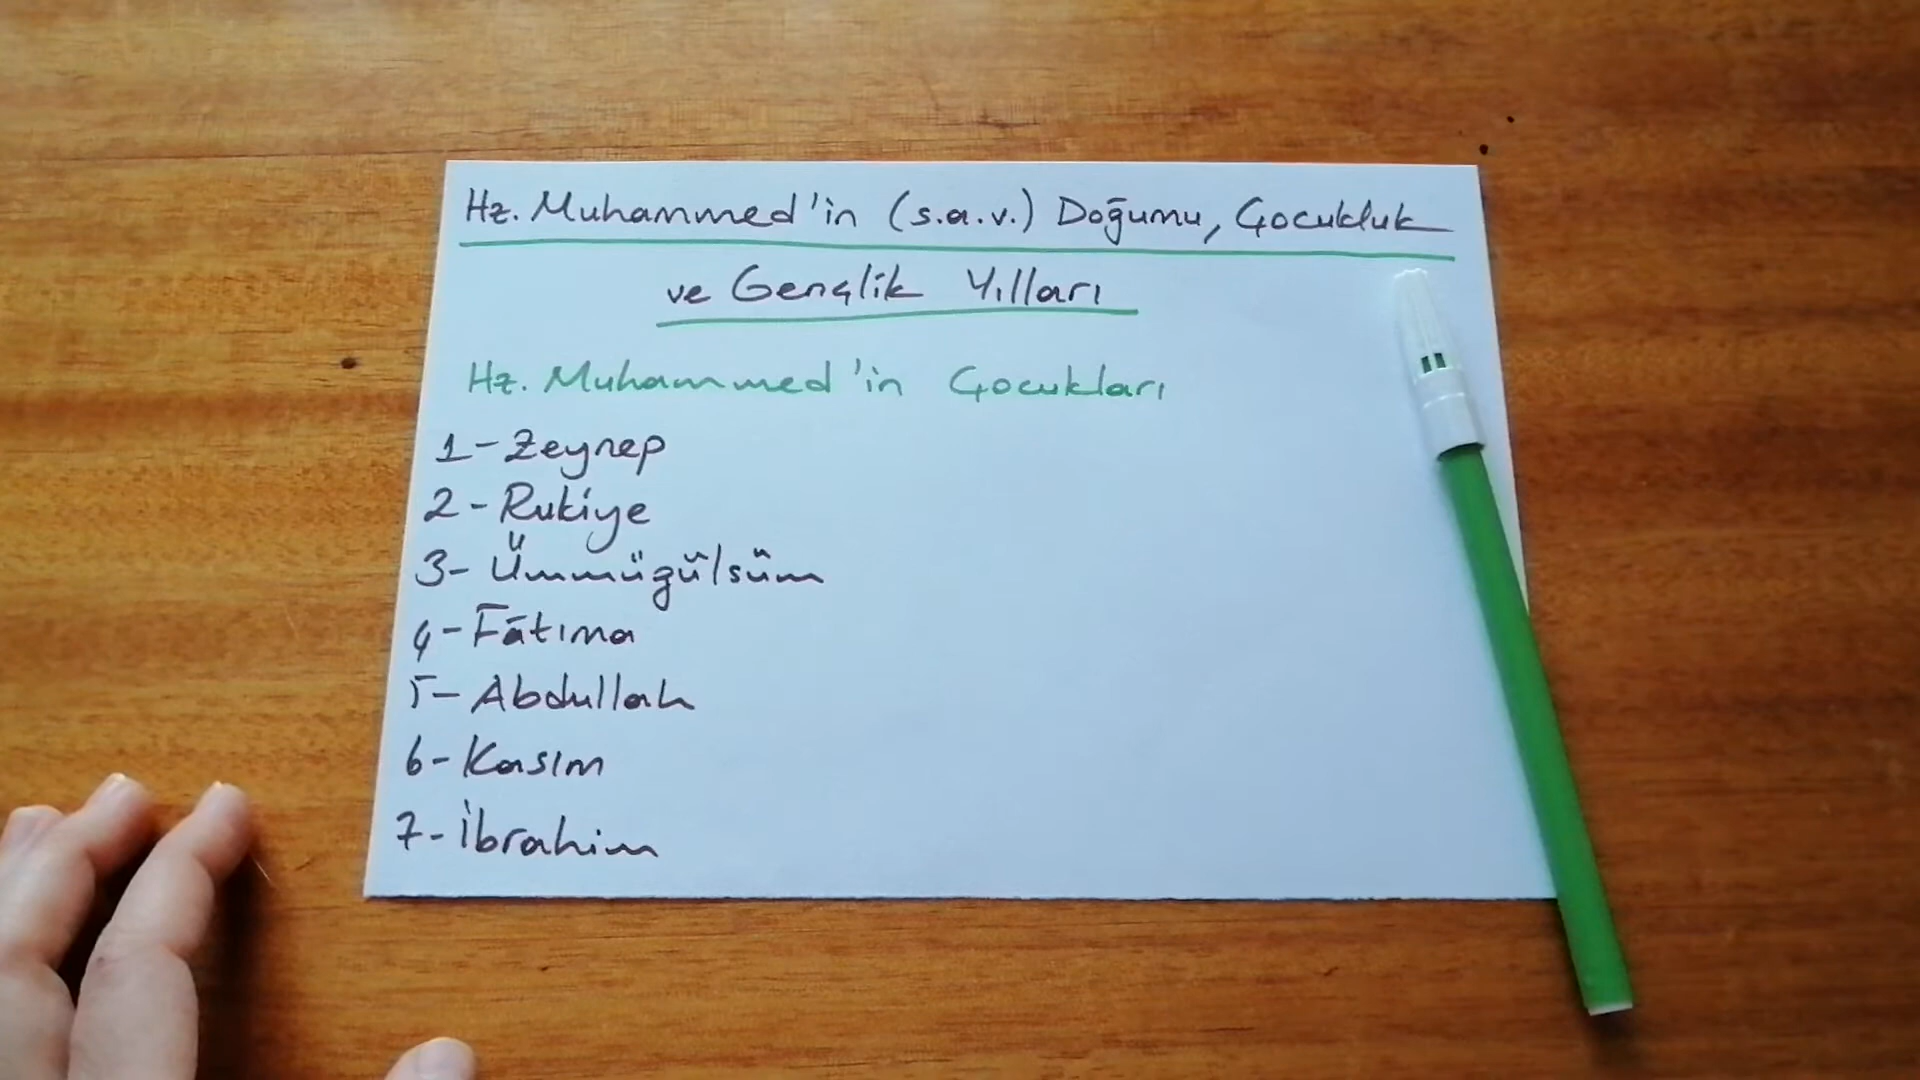 Hz. Muhammed'in (s.a.v.) Doğumu, Çocukluk
ve Gençlik Yılları
Hz. Muhammed'in Çocukları
1- Zeynep
2- Rukiye
3- Ümmügülsüm
4- Fātıma
5- Abdullah
6- Kasım
7- İbrahim